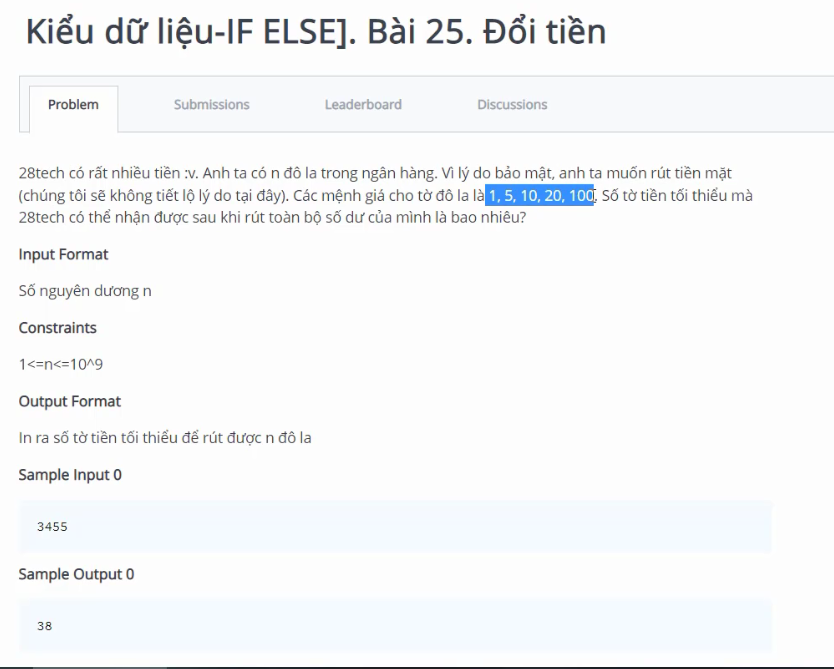 Kiểu dữ liệu-IF ELSE]. Bài 25. Đổi tiền
Problem Submissions Leaderboard Discussions
28tech có rất nhiều tiền :v. Anh ta có n đô la trong ngân hàng. Vì lý do bảo mật, anh ta muốn rút tiền mặt
(chúng tôi sẽ không tiết lộ lý do tại đây). Các mệnh giá cho tờ đô la là 1, 5, 10, 20, 100. Số tờ tiền tối thiểu mà
28tech có thể nhận được sau khi rút toàn bộ số dư của mình là bao nhiêu?
Input Format
Số nguyên dương n
Constraints
1<=n<=10^9
Output Format
In ra số tờ tiền tối thiểu để rút được n đô la
Sample Input 0
3455
Sample Output 0
38